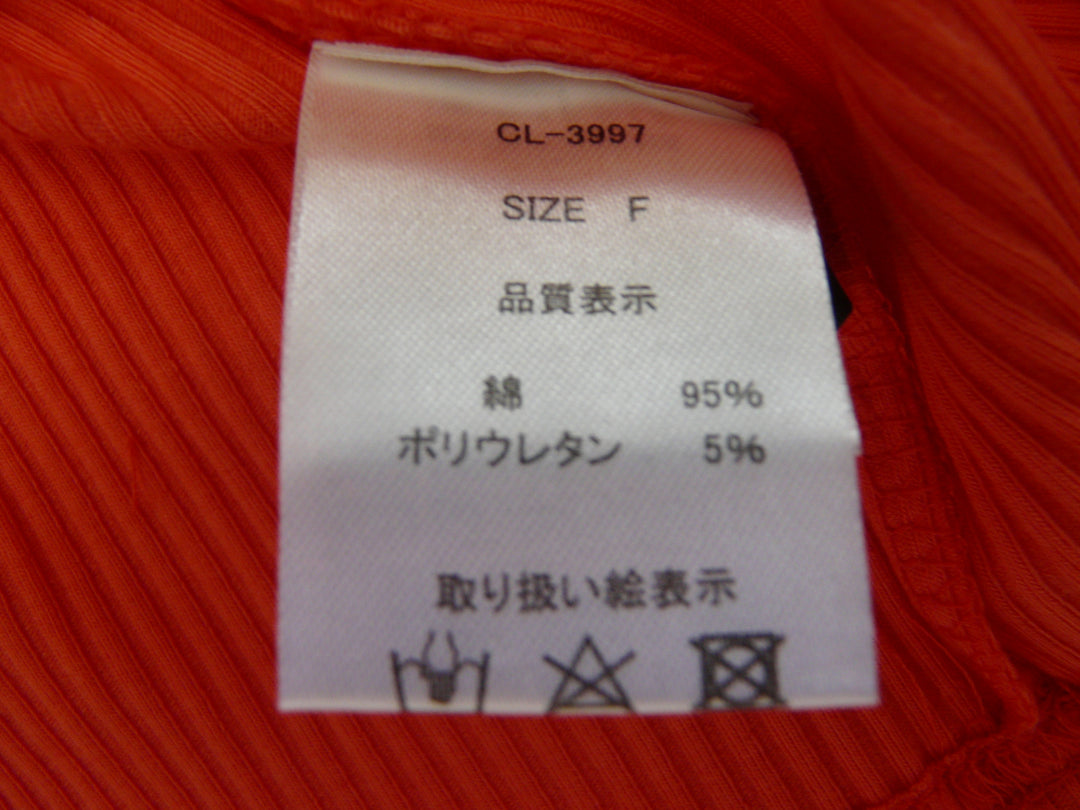 CL-3997
SIZE F
品質表示
綿 95%
ポリウレタン 5%
取り扱い絵表示